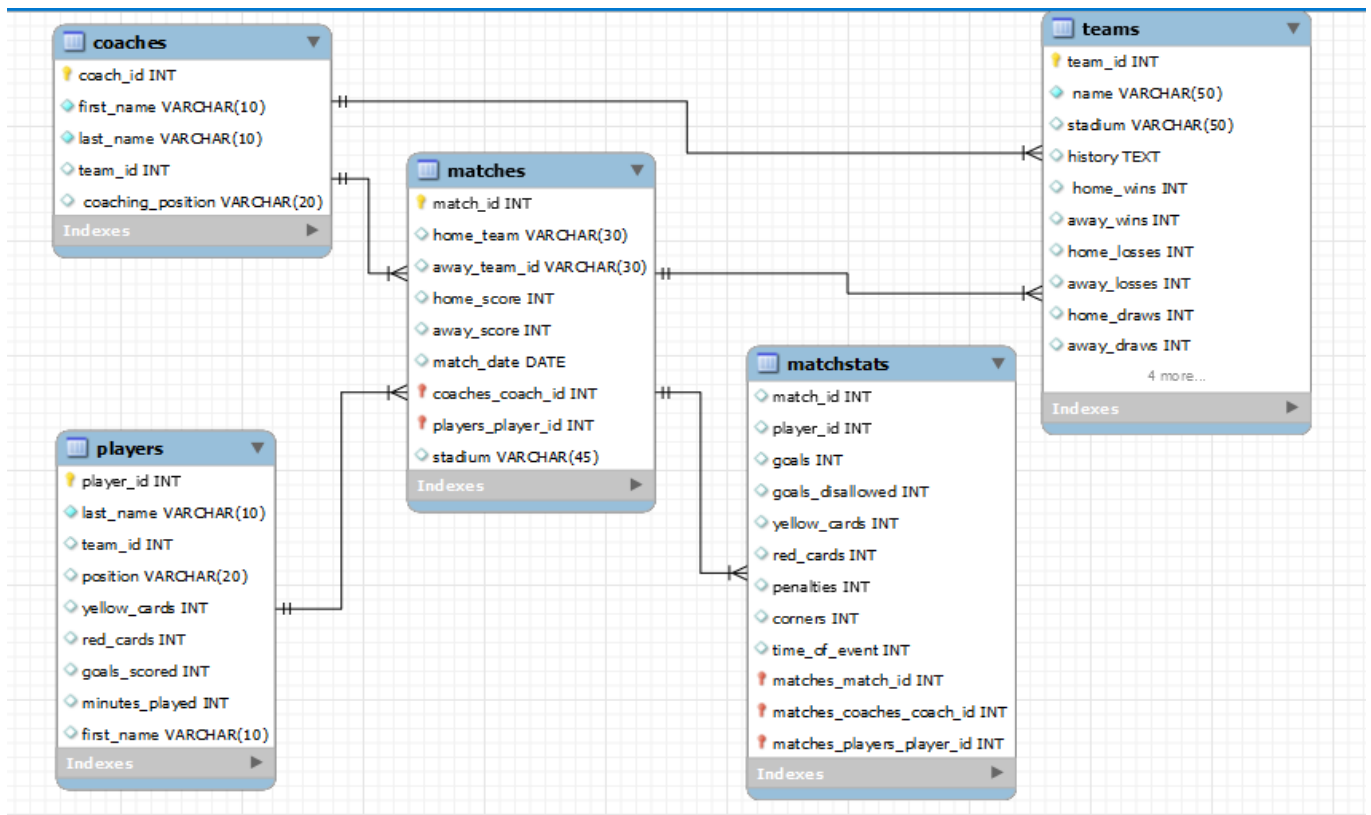 coaches
coach_id INT
first_name VARCHAR(10)
last_name VARCHAR(10)
team_id INT
coaching_position VARCHAR(20)
Indexes
matches
match_id INT
home_team VARCHAR(30)
away_team_id VARCHAR(30)
home_score INT
away_score INT
match_date DATE
coaches_coach_id INT
players_player_id INT
stadium VARCHAR(45)
Indexes
teams
team_id INT
name VARCHAR(50)
stadium VARCHAR(50)
history TEXT
home_wins INT
away_wins INT
home_losses INT
away_losses INT
home_draws INT
away_draws INT
4 more...
Indexes
players
player_id INT
last_name VARCHAR(10)
team_id INT
position VARCHAR(20)
yellow_cards INT
red_cards INT
goals_scored INT
minutes_played INT
first_name VARCHAR(10)
Indexes
matchstats
match_id INT
player_id INT
goals INT
goals_disallowed INT
yellow_cards INT
red_cards INT
penalties INT
corners INT
time_of_event INT
matches_match_id INT
matches_coaches_coach_id INT
matches_players_player_id INT
Indexes